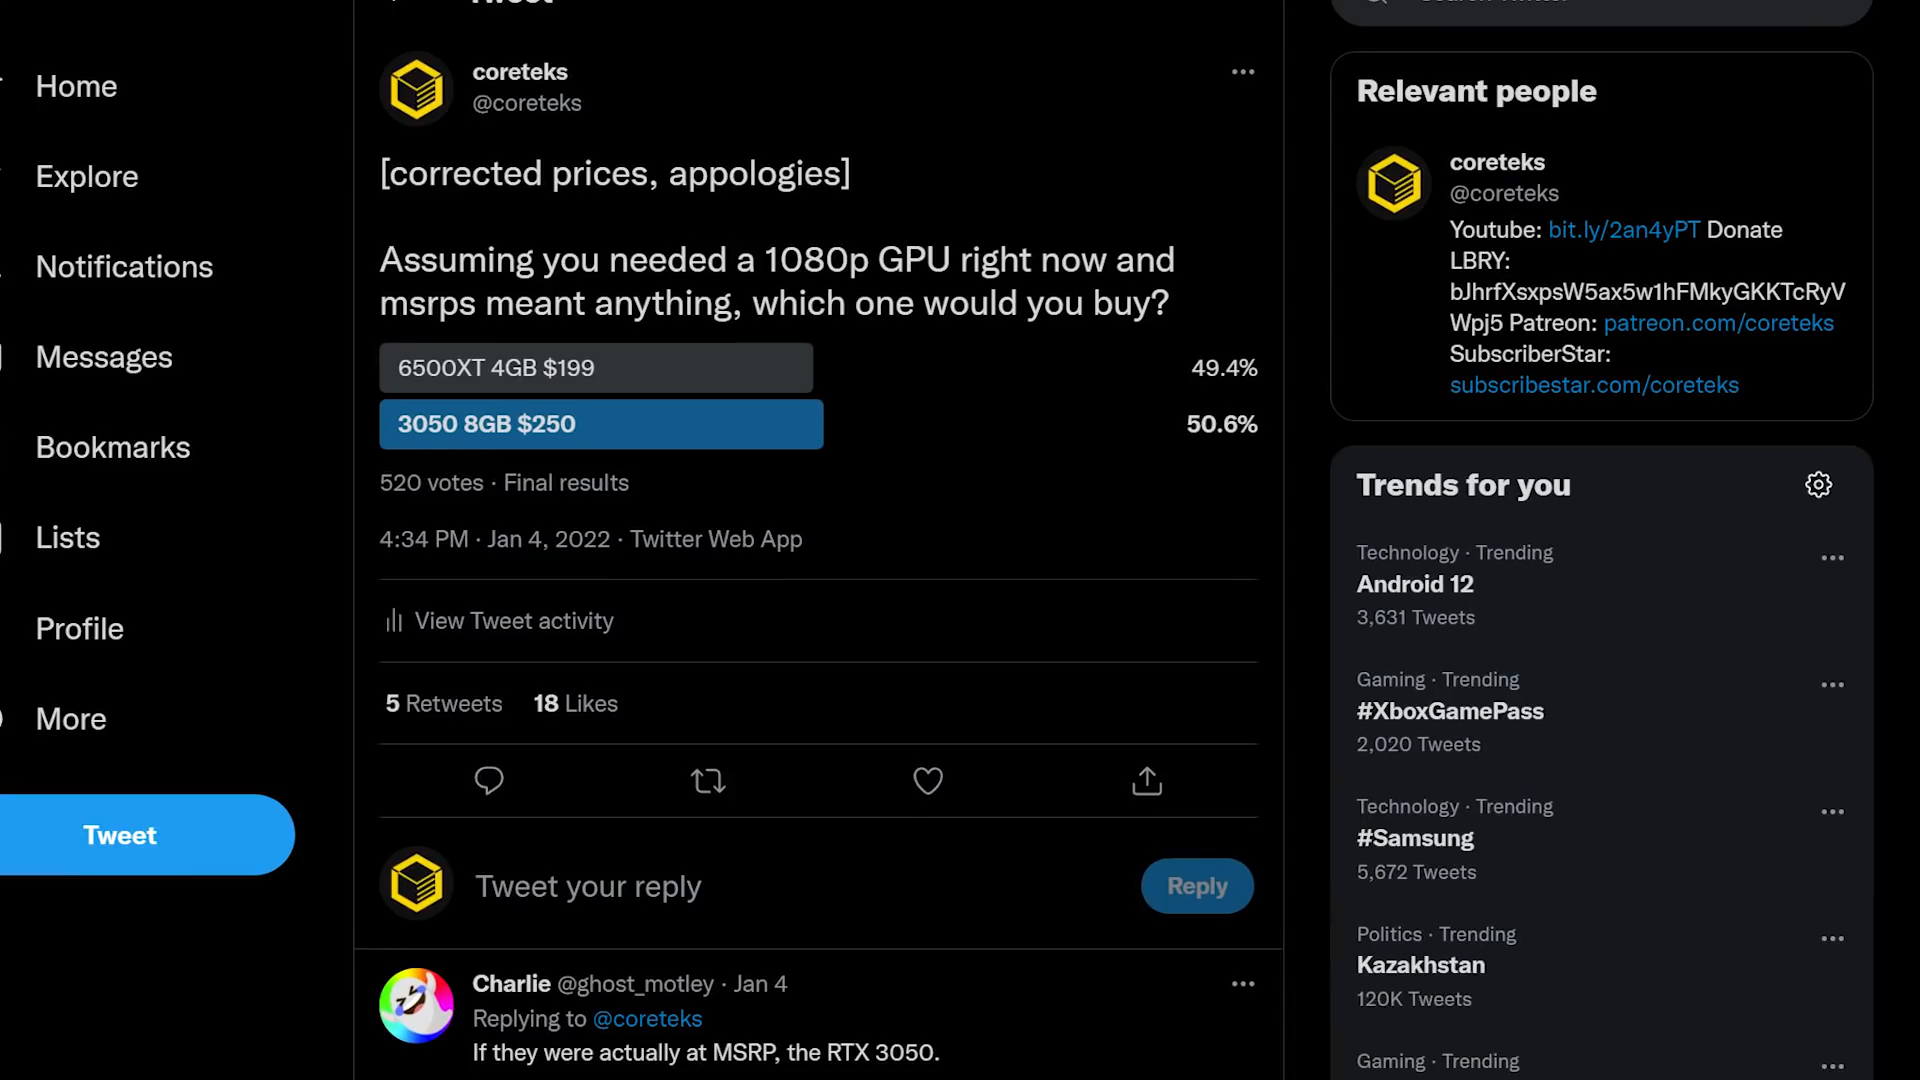 Tweet
Home
Explore
Notifications
Messages
Bookmarks
Lists
Profile
More
Tweet
coreteks
@coreteks
[corrected prices, appologies]
Assuming you needed a 1080p GPU right now and
msrps meant anything, which one would you buy?
6500XT 4GB $199 49.4%
3050 8GB $250 50.6%
520 votes · Final results
4:34 PM · Jan 4, 2022 · Twitter Web App
View Tweet activity
5 Retweets 18 Likes
Tweet your reply
Reply
Charlie @ghost_motley · Jan 4
Replying to @coreteks
If they were actually at MSRP, the RTX 3050.
Search Twitter
Relevant people
coreteks
@coreteks
Youtube: bit.ly/2an4yPT Donate
LBRY:
bJhrfXsxpsW5ax5w1hFMkyGKKTcRyV
Wpj5 Patreon: patreon.com/coreteks
SubscriberStar:
subscribestar.com/coreteks
Trends for you
Technology · Trending
Android 12
3,631 Tweets
Gaming · Trending
#XboxGamePass
2,020 Tweets
Technology · Trending
#Samsung
5,672 Tweets
Politics · Trending
Kazakhstan
120K Tweets
Gaming · Trending